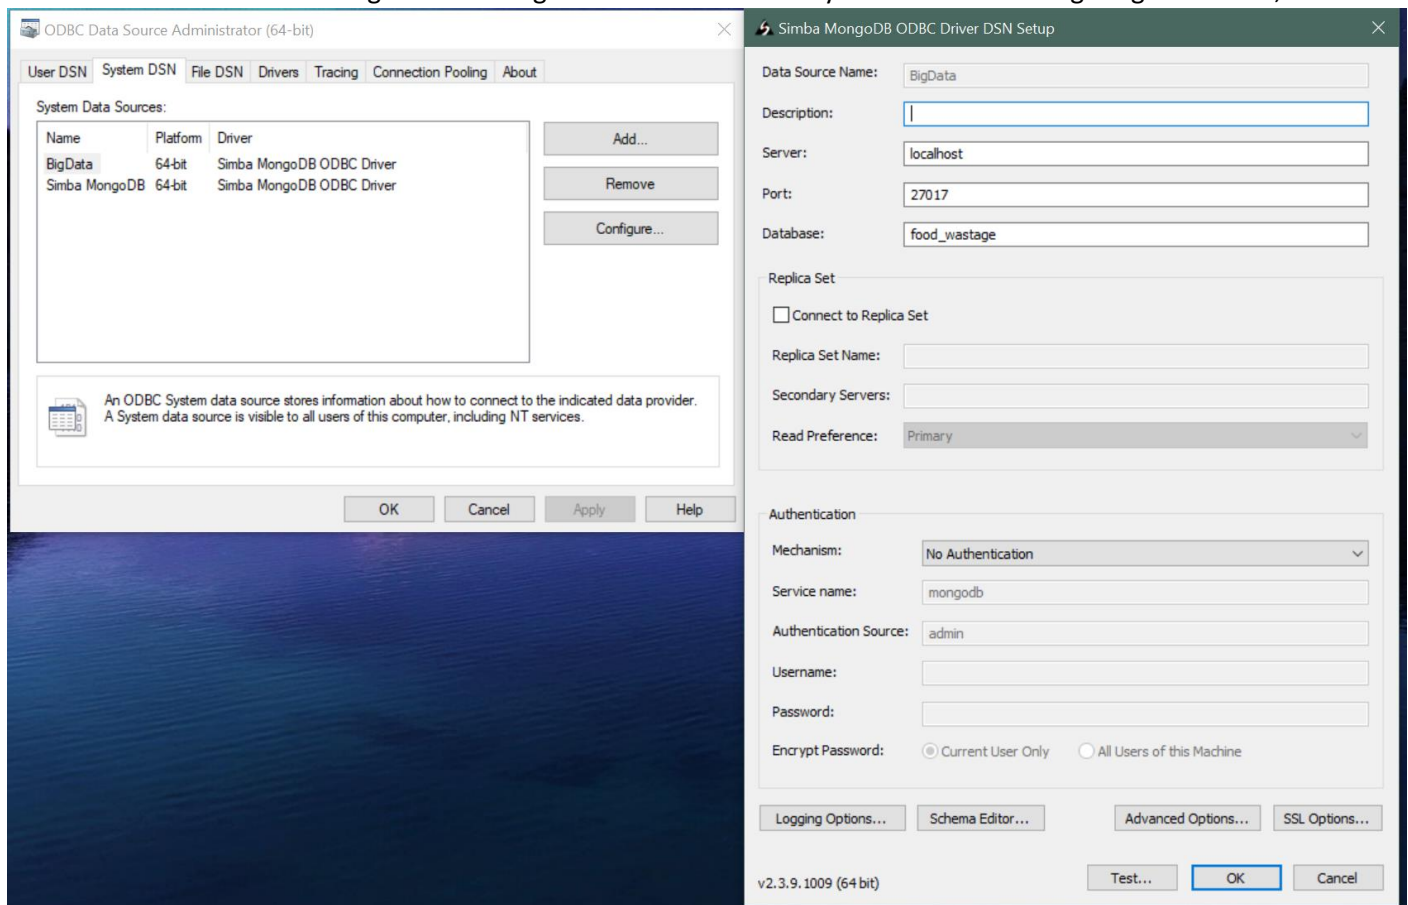 ODBC Data Source Administrator (64-bit)
User DSN System DSN File DSN Drivers Tracing Connection Pooling About
System Data Sources:
Name Platform Driver
BigData 64-bit Simba MongoDB ODBC Driver
Simba MongoDB 64-bit Simba MongoDB ODBC Driver
Add...
Remove
Configure...
An ODBC System data source stores information about how to connect to the indicated data provider.
A System data source is visible to all users of this computer, including NT services.
OK Cancel Apply Help
Simba MongoDB ODBC Driver DSN Setup
Data Source Name: BigData
Description:
Server: localhost
Port: 27017
Database: food_wastage
Replica Set
Connect to Replica Set
Replica Set Name:
Secondary Servers:
Read Preference: Primary
Authentication
Mechanism: No Authentication
Service name: mongodb
Authentication Source: admin
Username:
Password:
Encrypt Password: Current User Only All Users of this Machine
Logging Options... Schema Editor... Advanced Options... SSL Options...
v2.3.9.1009 (64 bit) Test... OK Cancel